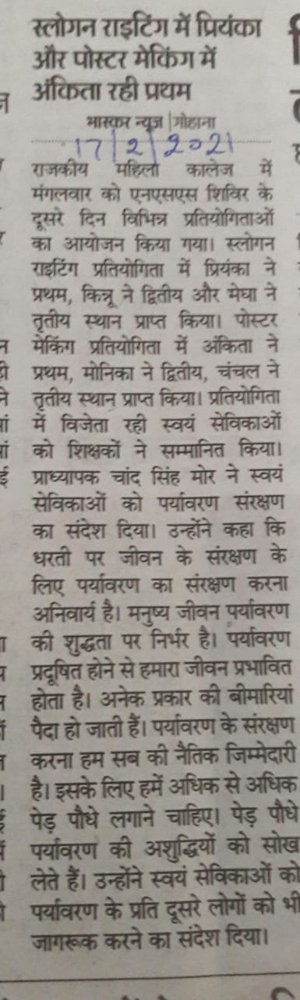 स्लोगन राइटिंग में प्रियंका
और पोस्टर मेकिंग में
अंकिता रही प्रथम
भास्कर न्यूज | गोहाना
17/2/2021
राजकीय महिला कालेज में
मंगलवार को एनएसएस शिविर के
दूसरे दिन विभिन्न प्रतियोगिताओं
का आयोजन किया गया। स्लोगन
राइटिंग प्रतियोगिता में प्रियंका ने
प्रथम, किन्नू ने द्वितीय और मेघा ने
तृतीय स्थान प्राप्त किया। पोस्टर
मेकिंग प्रतियोगिता में अंकिता ने
प्रथम, मोनिका ने द्वितीय, चंचल ने
तृतीय स्थान प्राप्त किया। प्रतियोगिता
में विजेता रही स्वयं सेविकाओं
को शिक्षकों ने सम्मानित किया।
प्राध्यापक चांद सिंह मोर ने स्वयं
सेविकाओं को पर्यावरण संरक्षण
का संदेश दिया। उन्होंने कहा कि
धरती पर जीवन के संरक्षण के
लिए पर्यावरण का संरक्षण करना
अनिवार्य है। मनुष्य जीवन पर्यावरण
की शुद्धता पर निर्भर है। पर्यावरण
प्रदूषित होने से हमारा जीवन प्रभावित
होता है। अनेक प्रकार की बीमारियां
पैदा हो जाती हैं। पर्यावरण के संरक्षण
करना हम सब की नैतिक जिम्मेदारी
है। इसके लिए हमें अधिक से अधिक
पेड़ पौधे लगाने चाहिए। पेड़ पौधे
पर्यावरण की अशुद्धियों को सोख
लेते हैं। उन्होंने स्वयं सेविकाओं को
पर्यावरण के प्रति दूसरे लोगों को भी
जागरूक करने का संदेश दिया।